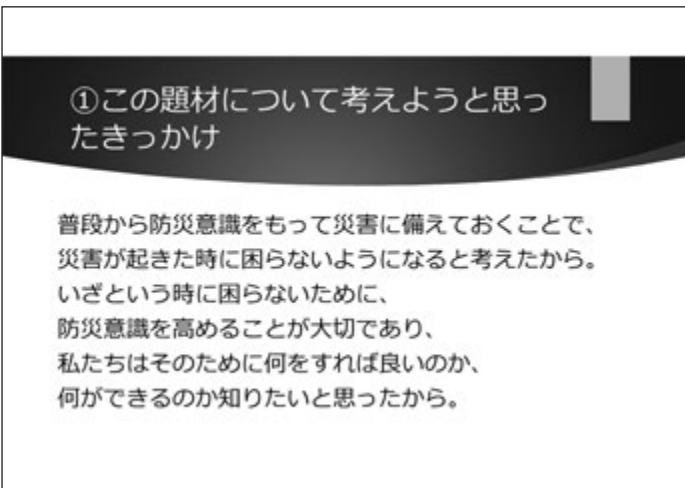 ①この題材について考えようと思っ
たきっかけ
普段から防災意識をもって災害に備えておくことで、
災害が起きた時に困らないようになると考えたから。
いざという時に困らないために、
防災意識を高めることが大切であり、
私たちはそのために何をすれば良いのか、
何ができるのか知りたいと思ったから。